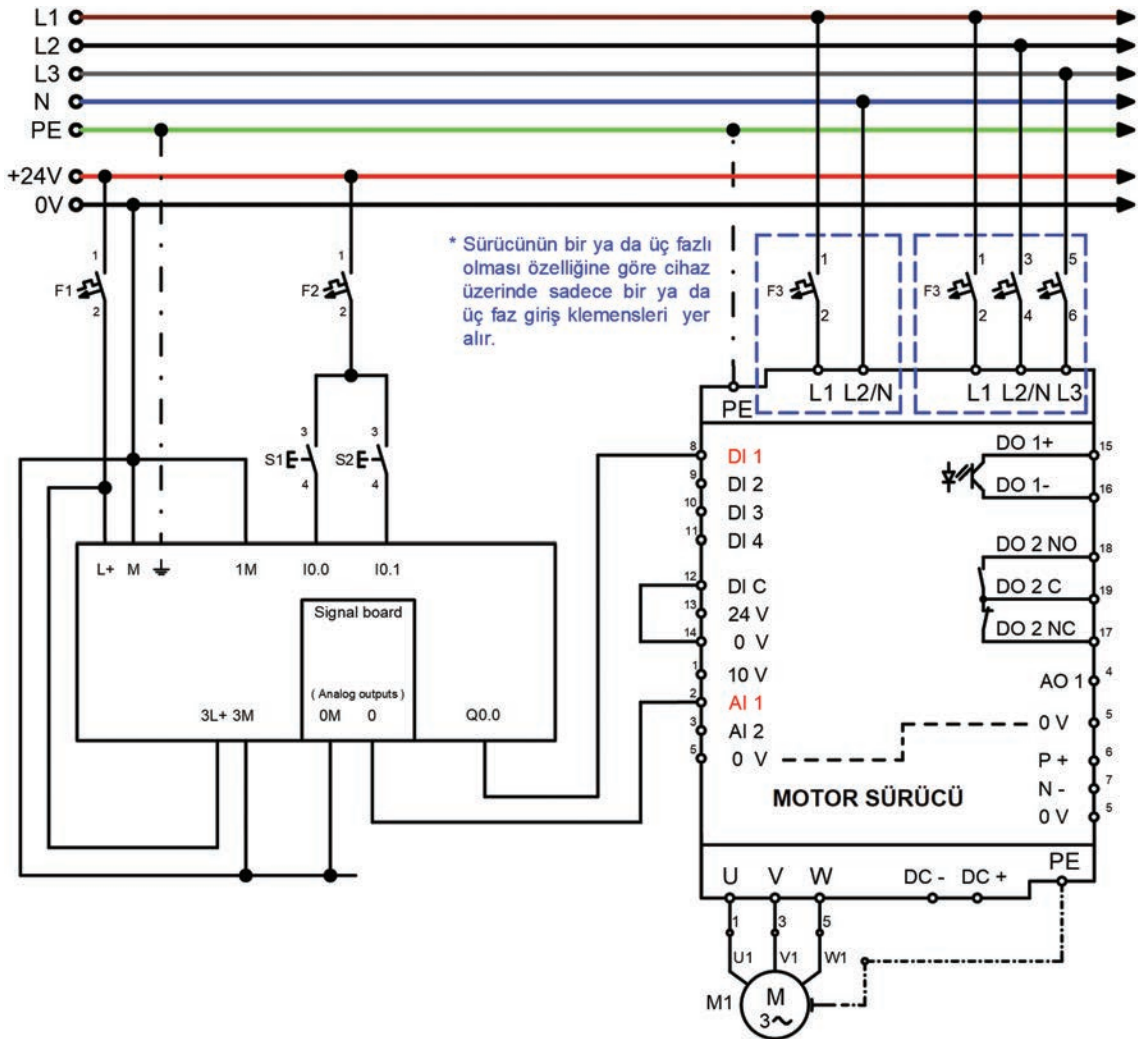 L1
L2
L3
N
PE
+24V
0V
* Sürücünün bir ya da üç fazlı
olması özelliğine göre cihaz
üzerinde sadece bir ya da
üç faz giriş klemensleri yer
alır.
1
F1
2
1
F2
2
1
F3
2
1 3 5
F3
2 4 6
PE L1 L2/N L1 L2/N L3
3 3
S1 S2
4 4
L+ M 1M I0.0 I0.1
Signal board
( Analog outputs )
3L+ 3M 0M 0 Q0.0
8 DI 1
9 DI 2
10 DI 3
11 DI 4
12 DI C
13 24 V
14 0 V
1 10 V
2 AI 1
3 AI 2
5 0 V
DO 1+ 15
DO 1- 16
DO 2 NO 18
DO 2 C 19
DO 2 NC 17
AO 1 4
0 V 5
P + 6
N - 7
0 V 5
MOTOR SÜRÜCÜ
U V W DC - DC + PE
1 3 5
U1 V1 W1
M1 M
3~